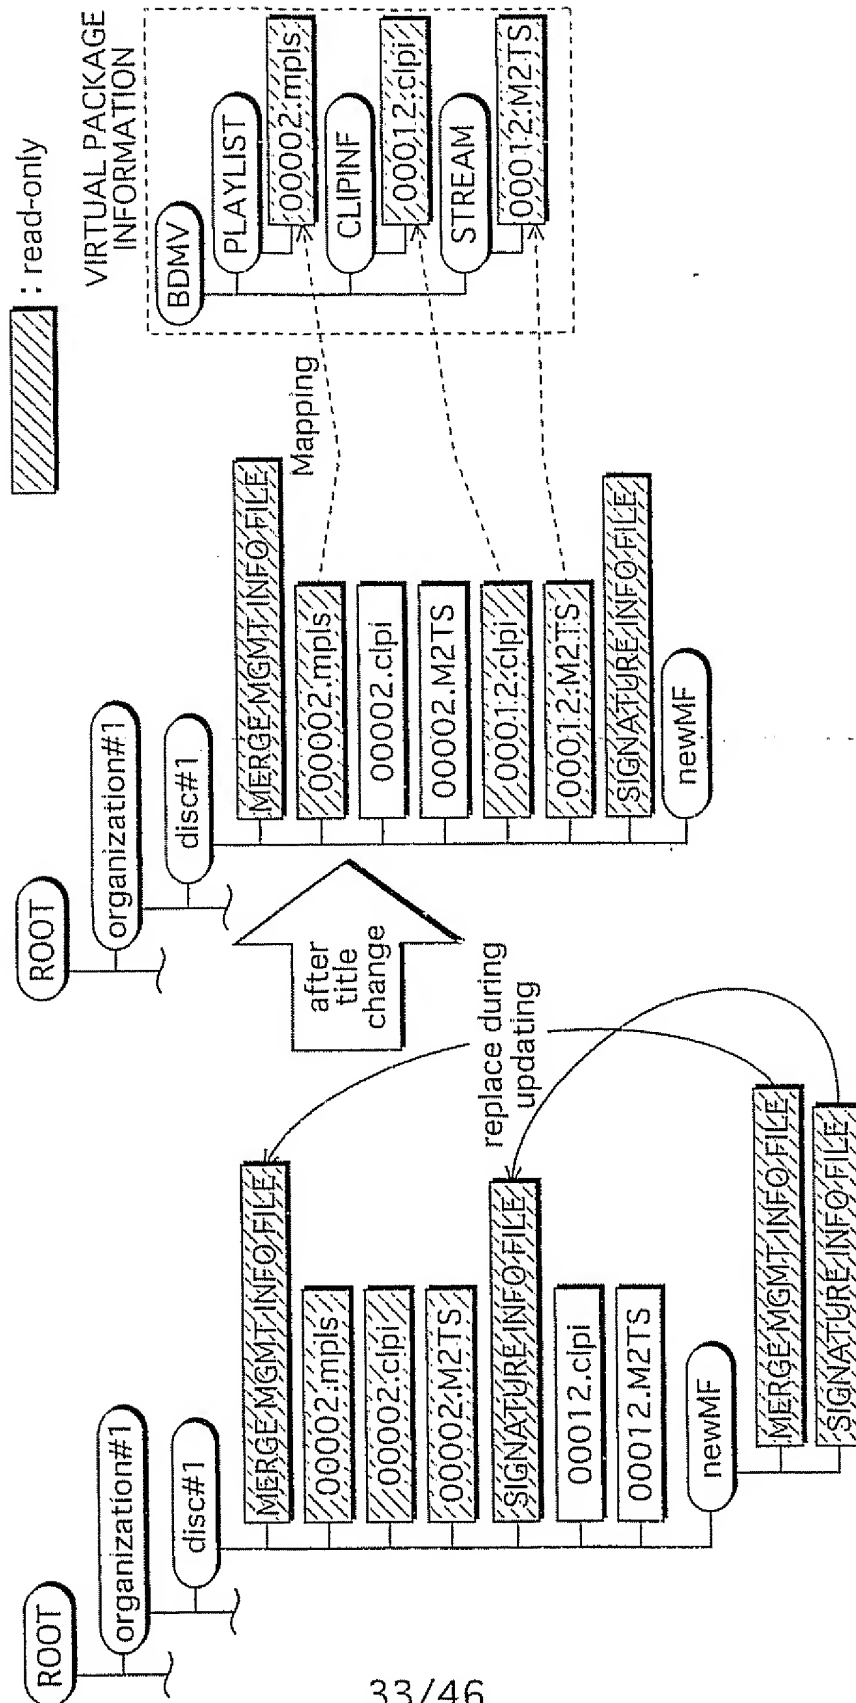 : read-only
VIRTUAL PACKAGE
INFORMATION
BDMV
PLAYLIST
00002.mpls
CLIPINF
00012.clpi
STREAM
00012.M2TS
Mapping
ROOT
organization#1
disc#1
MERGE MGMT INFO FILE
00002.mpls
00002.clpi
00002.M2TS
00012.clpi
00012.M2TS
SIGNATURE INFO FILE
newMF
after
title
change
replace during
updating
ROOT
organization#1
disc#1
MERGE MGMT INFO FILE
00002.mpls
00002.clpi
00002.M2TS
SIGNATURE INFO FILE
00012.clpi
00012.M2TS
newMF
MERGE MGMT INFO FILE
SIGNATURE INFO FILE
33/46